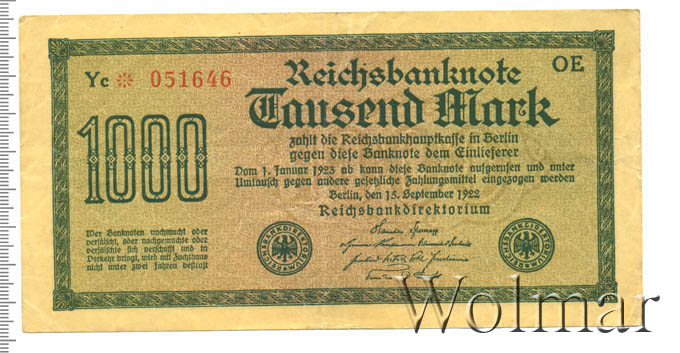 Yc * 051646
Reichsbanknote
OE
Tausend Mark
1000
zahlt die Reichsbankhauptkasse in Berlin
gegen diese Banknote dem Einlieferer
Vom 1. Januar 1923 ab kann diese Banknote aufgerufen und unter
Umtausch gegen andere gesetzliche Zahlungsmittel eingezogen werden
Berlin, den 15. September 1922
Reichsbankdirektorium
Wer Banknoten nachmacht oder
verfälscht, oder nachgemachte oder
verfälschte sich verschafft und in
Verkehr bringt, wird mit Zuchthaus
nicht unter zwei Jahren bestraft
REICHSBANKDIREKTORIUM
REICHSBANKDIREKTORIUM
Wolmar